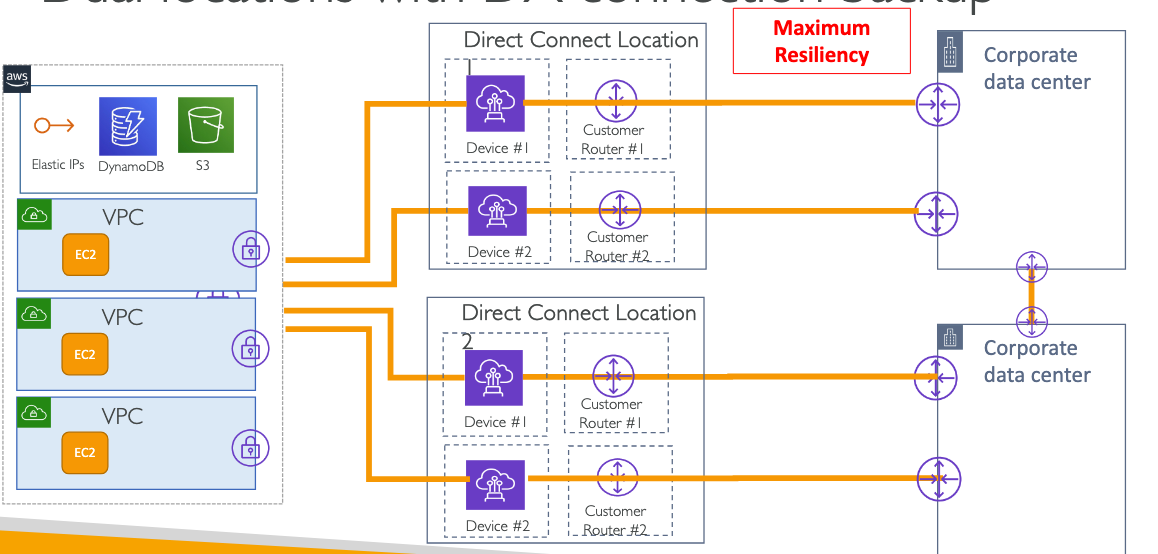 Dual locations with DX connection backup
Maximum
Resiliency
aws
Elastic IPs
DynamoDB
S3
VPC
EC2
VPC
EC2
VPC
EC2
Direct Connect Location
1
Device #1
Customer
Router #1
Device #2
Customer
Router #2
Direct Connect Location
2
Device #1
Customer
Router #1
Device #2
Customer
Router #2
Corporate
data center
Corporate
data center